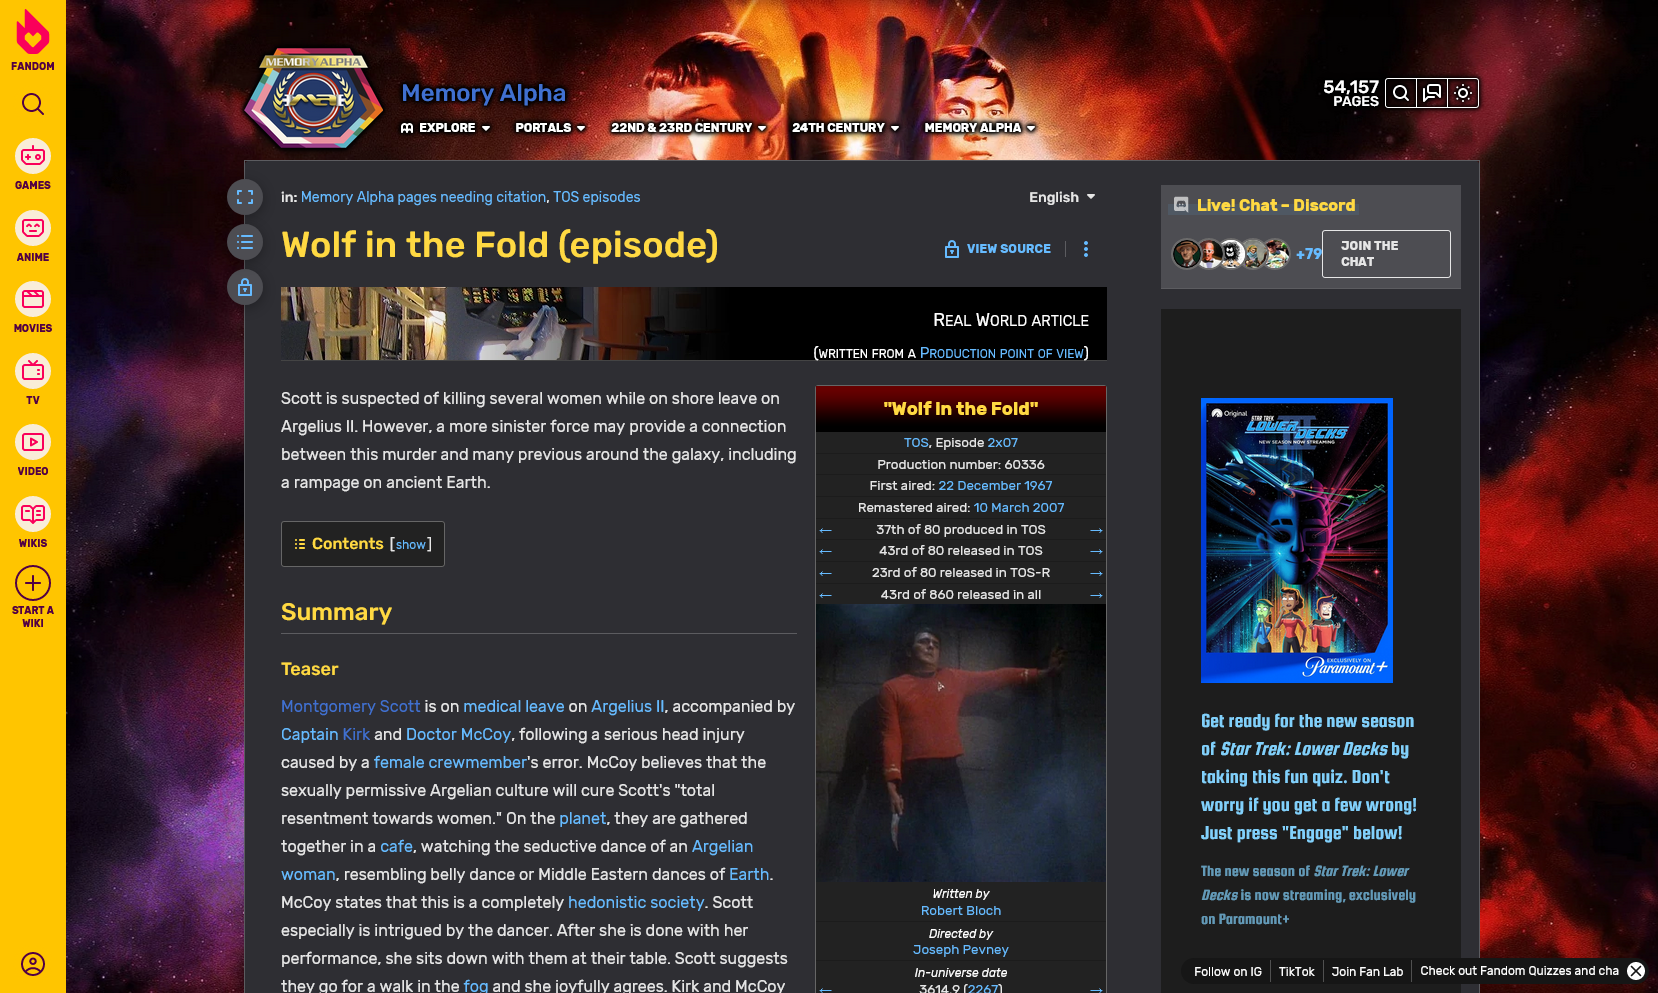 FANDOM
GAMES
ANIME
MOVIES
TV
VIDEO
WIKIS
START A
WIKI
MEMORY ALPHA
Memory Alpha
EXPLORE
PORTALS
22ND & 23RD CENTURY
24TH CENTURY
MEMORY ALPHA
54,157
PAGES
in: Memory Alpha pages needing citation, TOS episodes
English
Wolf in the Fold (episode)
VIEW SOURCE
REAL WORLD ARTICLE
(WRITTEN FROM A PRODUCTION POINT OF VIEW)
Scott is suspected of killing several women while on shore leave on
Argelius II. However, a more sinister force may provide a connection
between this murder and many previous around the galaxy, including
a rampage on ancient Earth.
Contents [show]
Summary
Teaser
Montgomery Scott is on medical leave on Argelius II, accompanied by
Captain Kirk and Doctor McCoy, following a serious head injury
caused by a female crewmember's error. McCoy believes that the
sexually permissive Argelian culture will cure Scott's "total
resentment towards women." On the planet, they are gathered
together in a cafe, watching the seductive dance of an Argelian
woman, resembling belly dance or Middle Eastern dances of Earth.
McCoy states that this is a completely hedonistic society. Scott
especially is intrigued by the dancer. After she is done with her
performance, she sits down with them at their table. Scott suggests
they go for a walk in the fog and she joyfully agrees. Kirk and McCoy
"Wolf in the Fold"
TOS, Episode 2x07
Production number: 60336
First aired: 22 December 1967
Remastered aired: 10 March 2007
← 37th of 80 produced in TOS →
← 43rd of 80 released in TOS →
← 23rd of 80 released in TOS-R →
← 43rd of 860 released in all →
Written by
Robert Bloch
Directed by
Joseph Pevney
In-universe date
← 3614.9 (2267) →
Live! Chat – Discord
+79
JOIN THE
CHAT
Original
STAR TREK
LOWER DECKS
NEW SEASON NOW STREAMING
EXCLUSIVELY ON
Paramount+
Get ready for the new season
of Star Trek: Lower Decks by
taking this fun quiz. Don't
worry if you get a few wrong!
Just press "Engage" below!
The new season of Star Trek: Lower
Decks is now streaming, exclusively
on Paramount+
Follow on IG
TikTok
Join Fan Lab
Check out Fandom Quizzes and cha